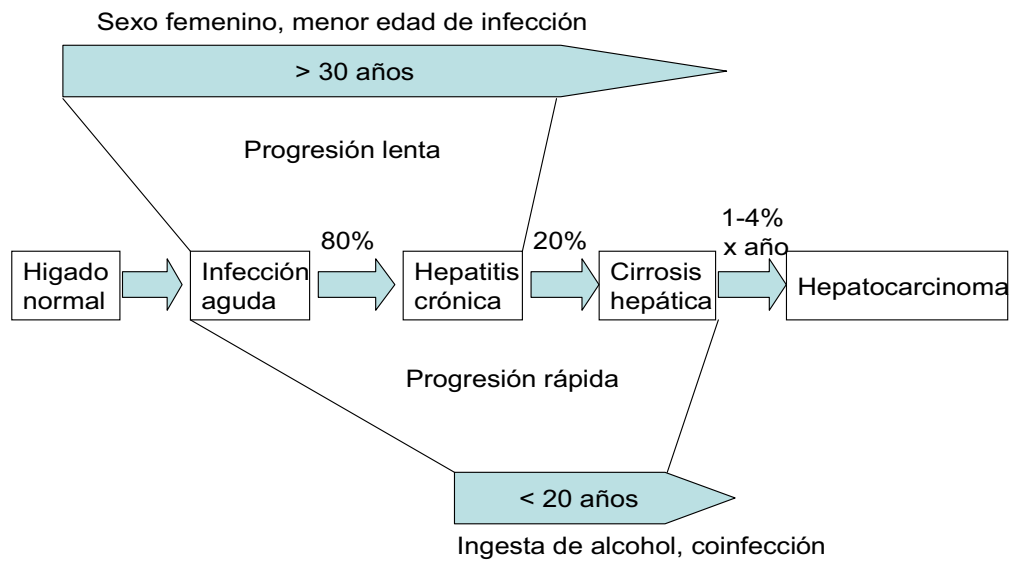 Sexo femenino, menor edad de infección
> 30 años
Progresión lenta
80%
20%
1-4%
x año
Higado
normal
Infección
aguda
Hepatitis
crónica
Cirrosis
hepática
Hepatocarcinoma
Progresión rápida
< 20 años
Ingesta de alcohol, coinfección